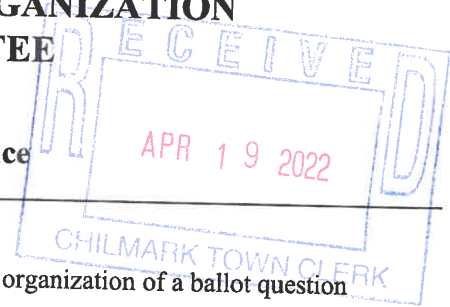 GANIZATION
TEE
RECEIVED
ce
APR 19 2022
CHILMARK TOWN CLERK
organization of a ballot question